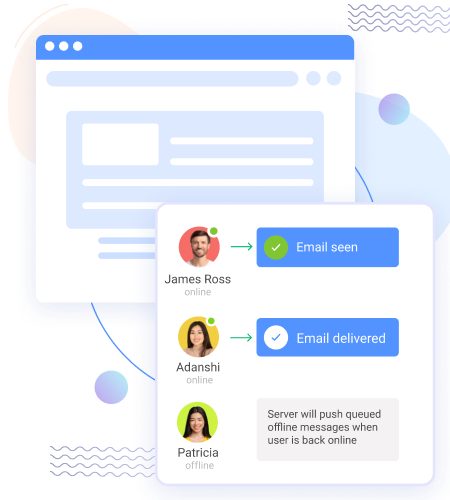 James Ross
online
Email seen
Adanshi
online
Email delivered
Patricia
offline
Server will push queued
offline messages when
user is back online